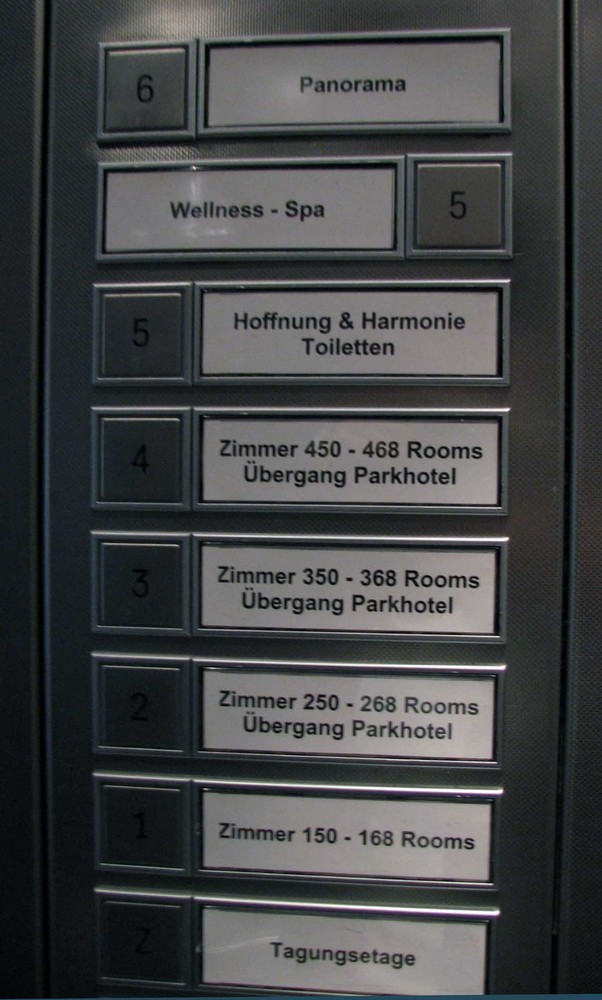 6 Panorama
Wellness - Spa 5
5 Hoffnung & Harmonie
Toiletten
4 Zimmer 450 - 468 Rooms
Übergang Parkhotel
3 Zimmer 350 - 368 Rooms
Übergang Parkhotel
2 Zimmer 250 - 268 Rooms
Übergang Parkhotel
1 Zimmer 150 - 168 Rooms
Z Tagungsetage